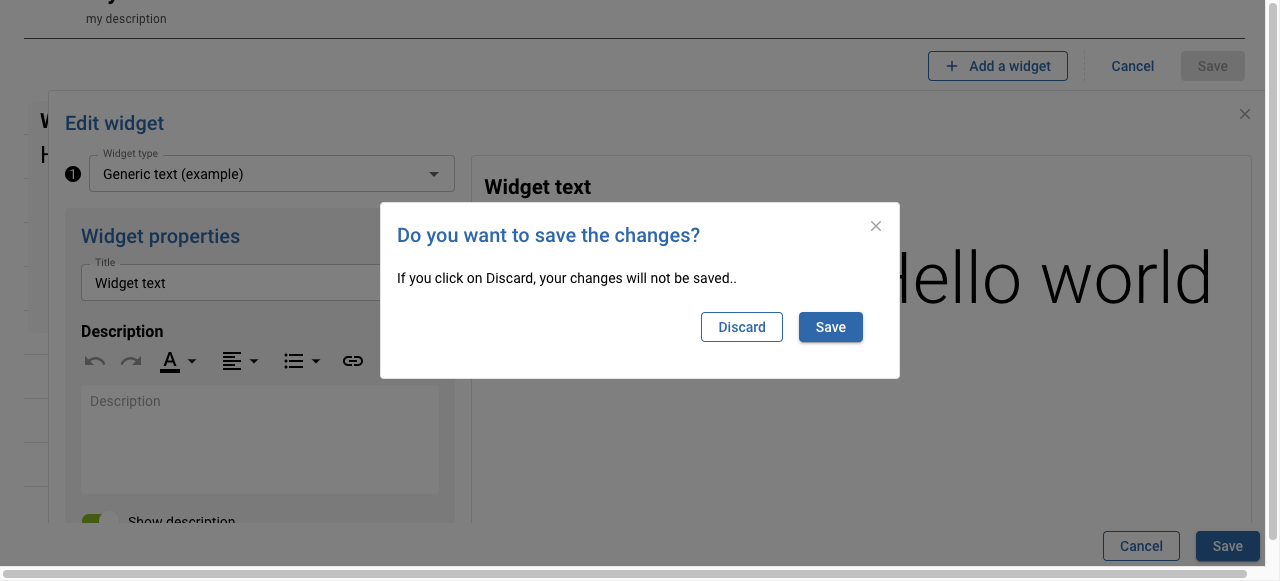 my description
Add a widget
Cancel
Save
Edit widget
Widget type
1
Generic text (example)
Widget text
Widget properties
Title
Widget text
Do you want to save the changes?
If you click on Discard, your changes will not be saved..
Discard
Save
Hello world
Description
A
Description
Show description
Cancel
Save